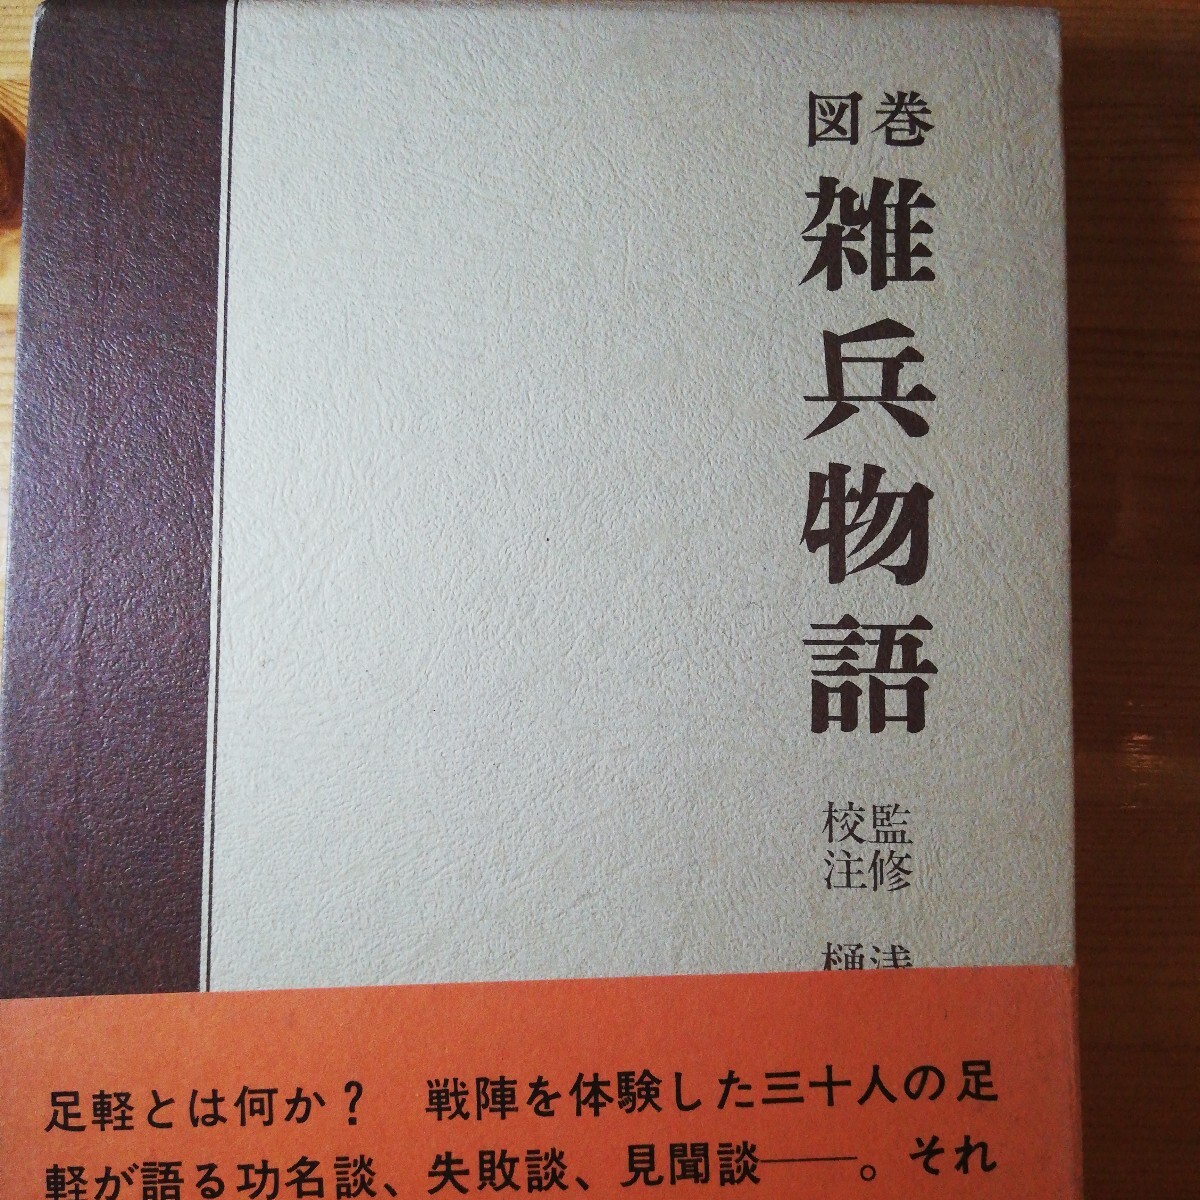 図巻
雑兵物語
監修
校注
足軽とは何か？　戦陣を体験した三十人の足
軽が語る功名談、失敗談、見聞談――。それ